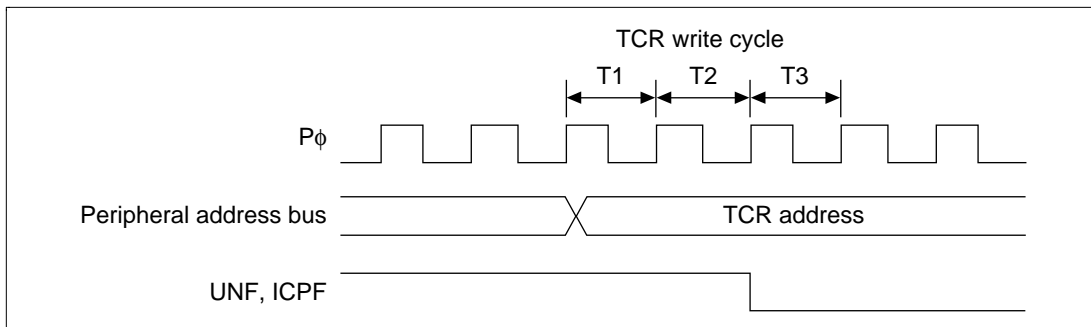 TCR write cycle
T1 T2 T3
Pϕ
Peripheral address bus TCR address
UNF, ICPF